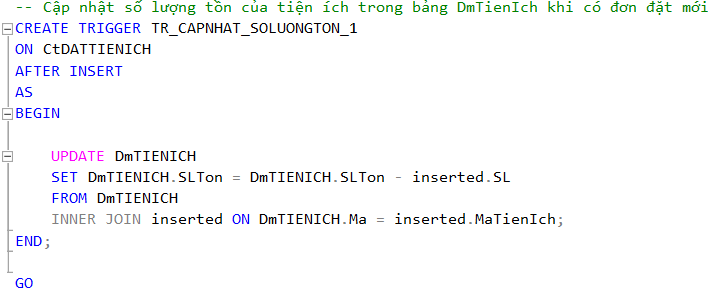 -- Cập nhật số lượng tồn của tiện ích trong bảng DmTienIch khi có đơn đặt mới
CREATE TRIGGER TR_CAPNHAT_SOLUONGTON_1
ON CtDATTIENICH
AFTER INSERT
AS
BEGIN
UPDATE DmTIENICH
SET DmTIENICH.SLTon = DmTIENICH.SLTon - inserted.SL
FROM DmTIENICH
INNER JOIN inserted ON DmTIENICH.Ma = inserted.MaTienIch;
END;
GO